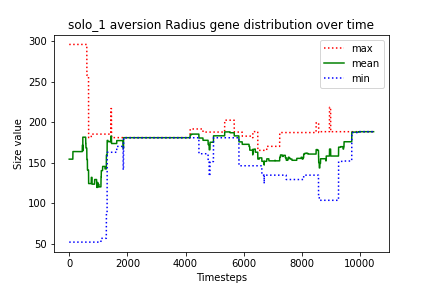 solo_1 aversion Radius gene distribution over time
max
mean
min
Size value
300
250
200
150
100
50
0
2000
4000
6000
8000
10000
Timesteps